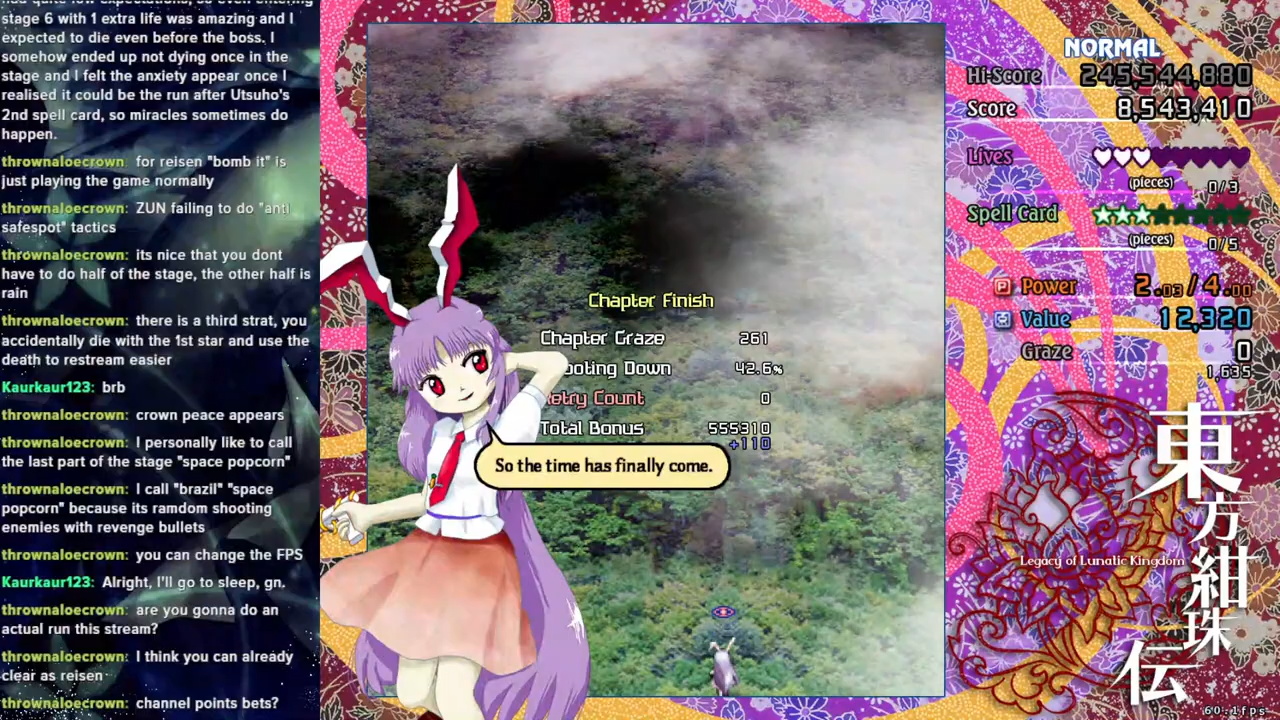 had quite low expectations, so even entering
stage 6 with 1 extra life was amazing and I
expected to die even before the boss. I
somehow ended up not dying once in the
stage and I felt the anxiety appear once I
realised it could be the run after Utsuho's
2nd spell card, so miracles sometimes do
happen.
thrownaloecrown: for reisen "bomb it" is
just playing the game normally
thrownaloecrown: ZUN failing to do "anti
safespot" tactics
thrownaloecrown: its nice that you dont
have to do half of the stage, the other half is
rain
thrownaloecrown: there is a third strat, you
accidentally die with the 1st star and use the
death to restream easier
Kaurkaur123: brb
thrownaloecrown: crown peace appears
thrownaloecrown: I personally like to call
the last part of the stage "space popcorn"
thrownaloecrown: I call "brazil" "space
popcorn" because its ramdom shooting
enemies with revenge bullets
thrownaloecrown: you can change the FPS
Kaurkaur123: Alright, I'll go to sleep, gn.
thrownaloecrown: are you gonna do an
actual run this stream?
thrownaloecrown: I think you can already
clear as reisen
thrownaloecrown: channel points bets?
Chapter Finish
Chapter Graze 261
ooting Down 42.6%
etry Count 0
Total Bonus 555310
+110
So the time has finally come.
NORMAL
Hi-Score 245,544,880
Score 8,543,410
Lives
(pieces) 0/3
Spell Card
(pieces) 0/5
P Power 2.03/4.00
Value 12,320
Graze 0
1,635
東方紺珠伝
Legacy of Lunatic Kingdom
60.1fps